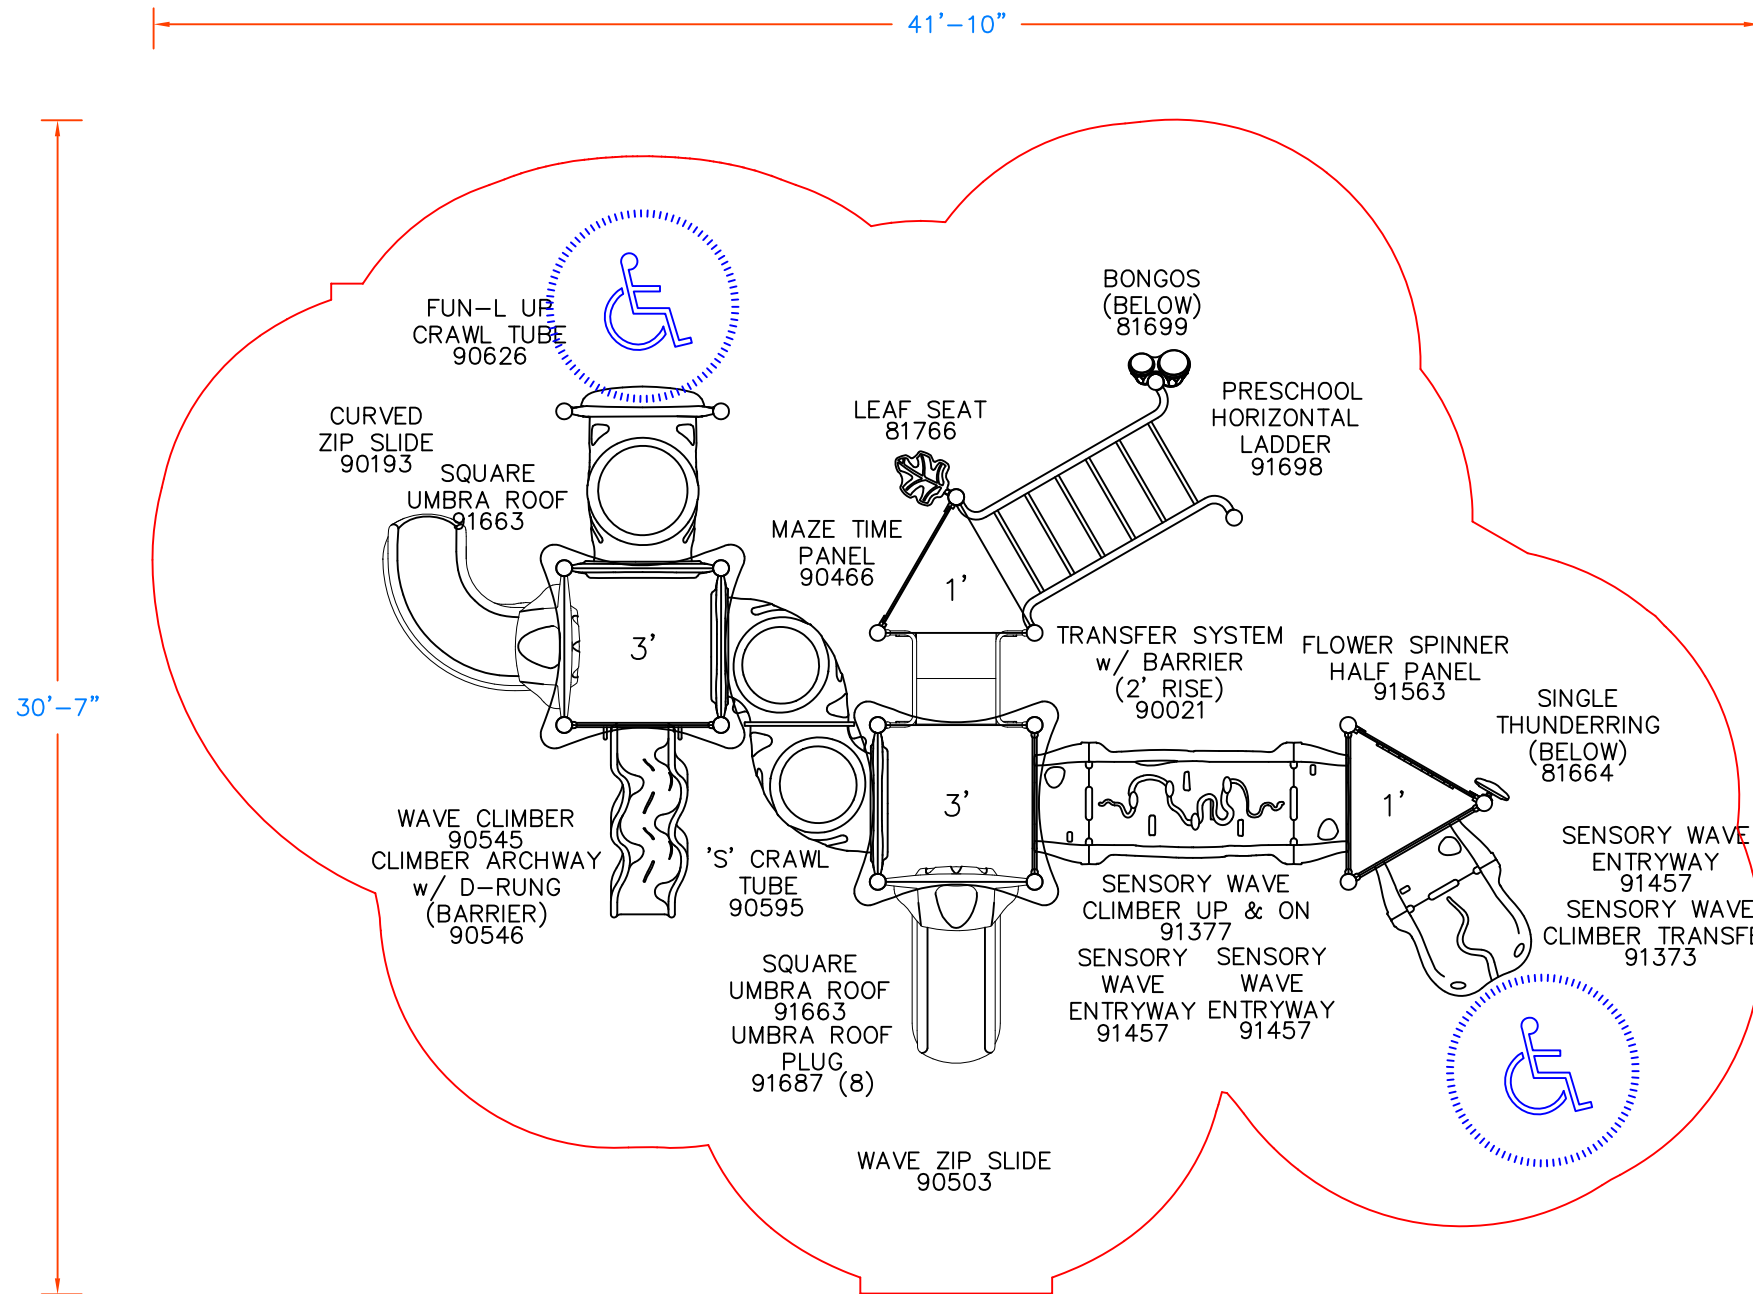 41'-10"
30'-7"
FUN-L UP
CRAWL TUBE
90626
CURVED
ZIP SLIDE
90193
SQUARE
UMBRA ROOF
91663
BONGOS
(BELOW)
81699
LEAF SEAT
81766
PRESCHOOL
HORIZONTAL
LADDER
91698
MAZE TIME
PANEL
90466
1'
3'
TRANSFER SYSTEM
w/ BARRIER
(2' RISE)
90021
FLOWER SPINNER
HALF PANEL
91563
SINGLE
THUNDERRING
(BELOW)
81664
3'
1'
WAVE CLIMBER
90545
CLIMBER ARCHWAY
w/ D-RUNG
(BARRIER)
90546
'S' CRAWL
TUBE
90595
SENSORY WAVE
CLIMBER UP & ON
91377
SENSORY
WAVE
ENTRYWAY
91457
SENSORY
WAVE
ENTRYWAY
91457
SENSORY WAVE
ENTRYWAY
91457
SENSORY WAVE
CLIMBER TRANSFE
91373
SQUARE
UMBRA ROOF
91663
UMBRA ROOF
PLUG
91687 (8)
WAVE ZIP SLIDE
90503